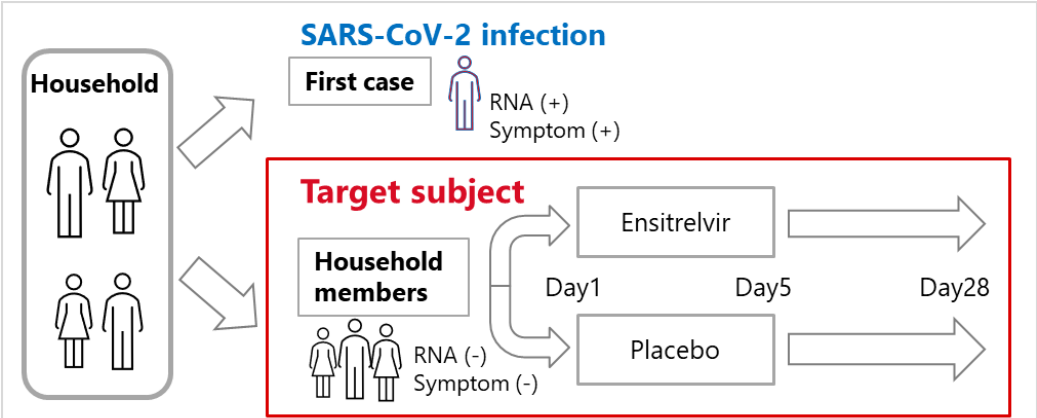 Household
SARS-CoV-2 infection
First case
RNA (+)
Symptom (+)
Target subject
Household
members
RNA (-)
Symptom (-)
Ensitrelvir
Day1
Day5
Day28
Placebo